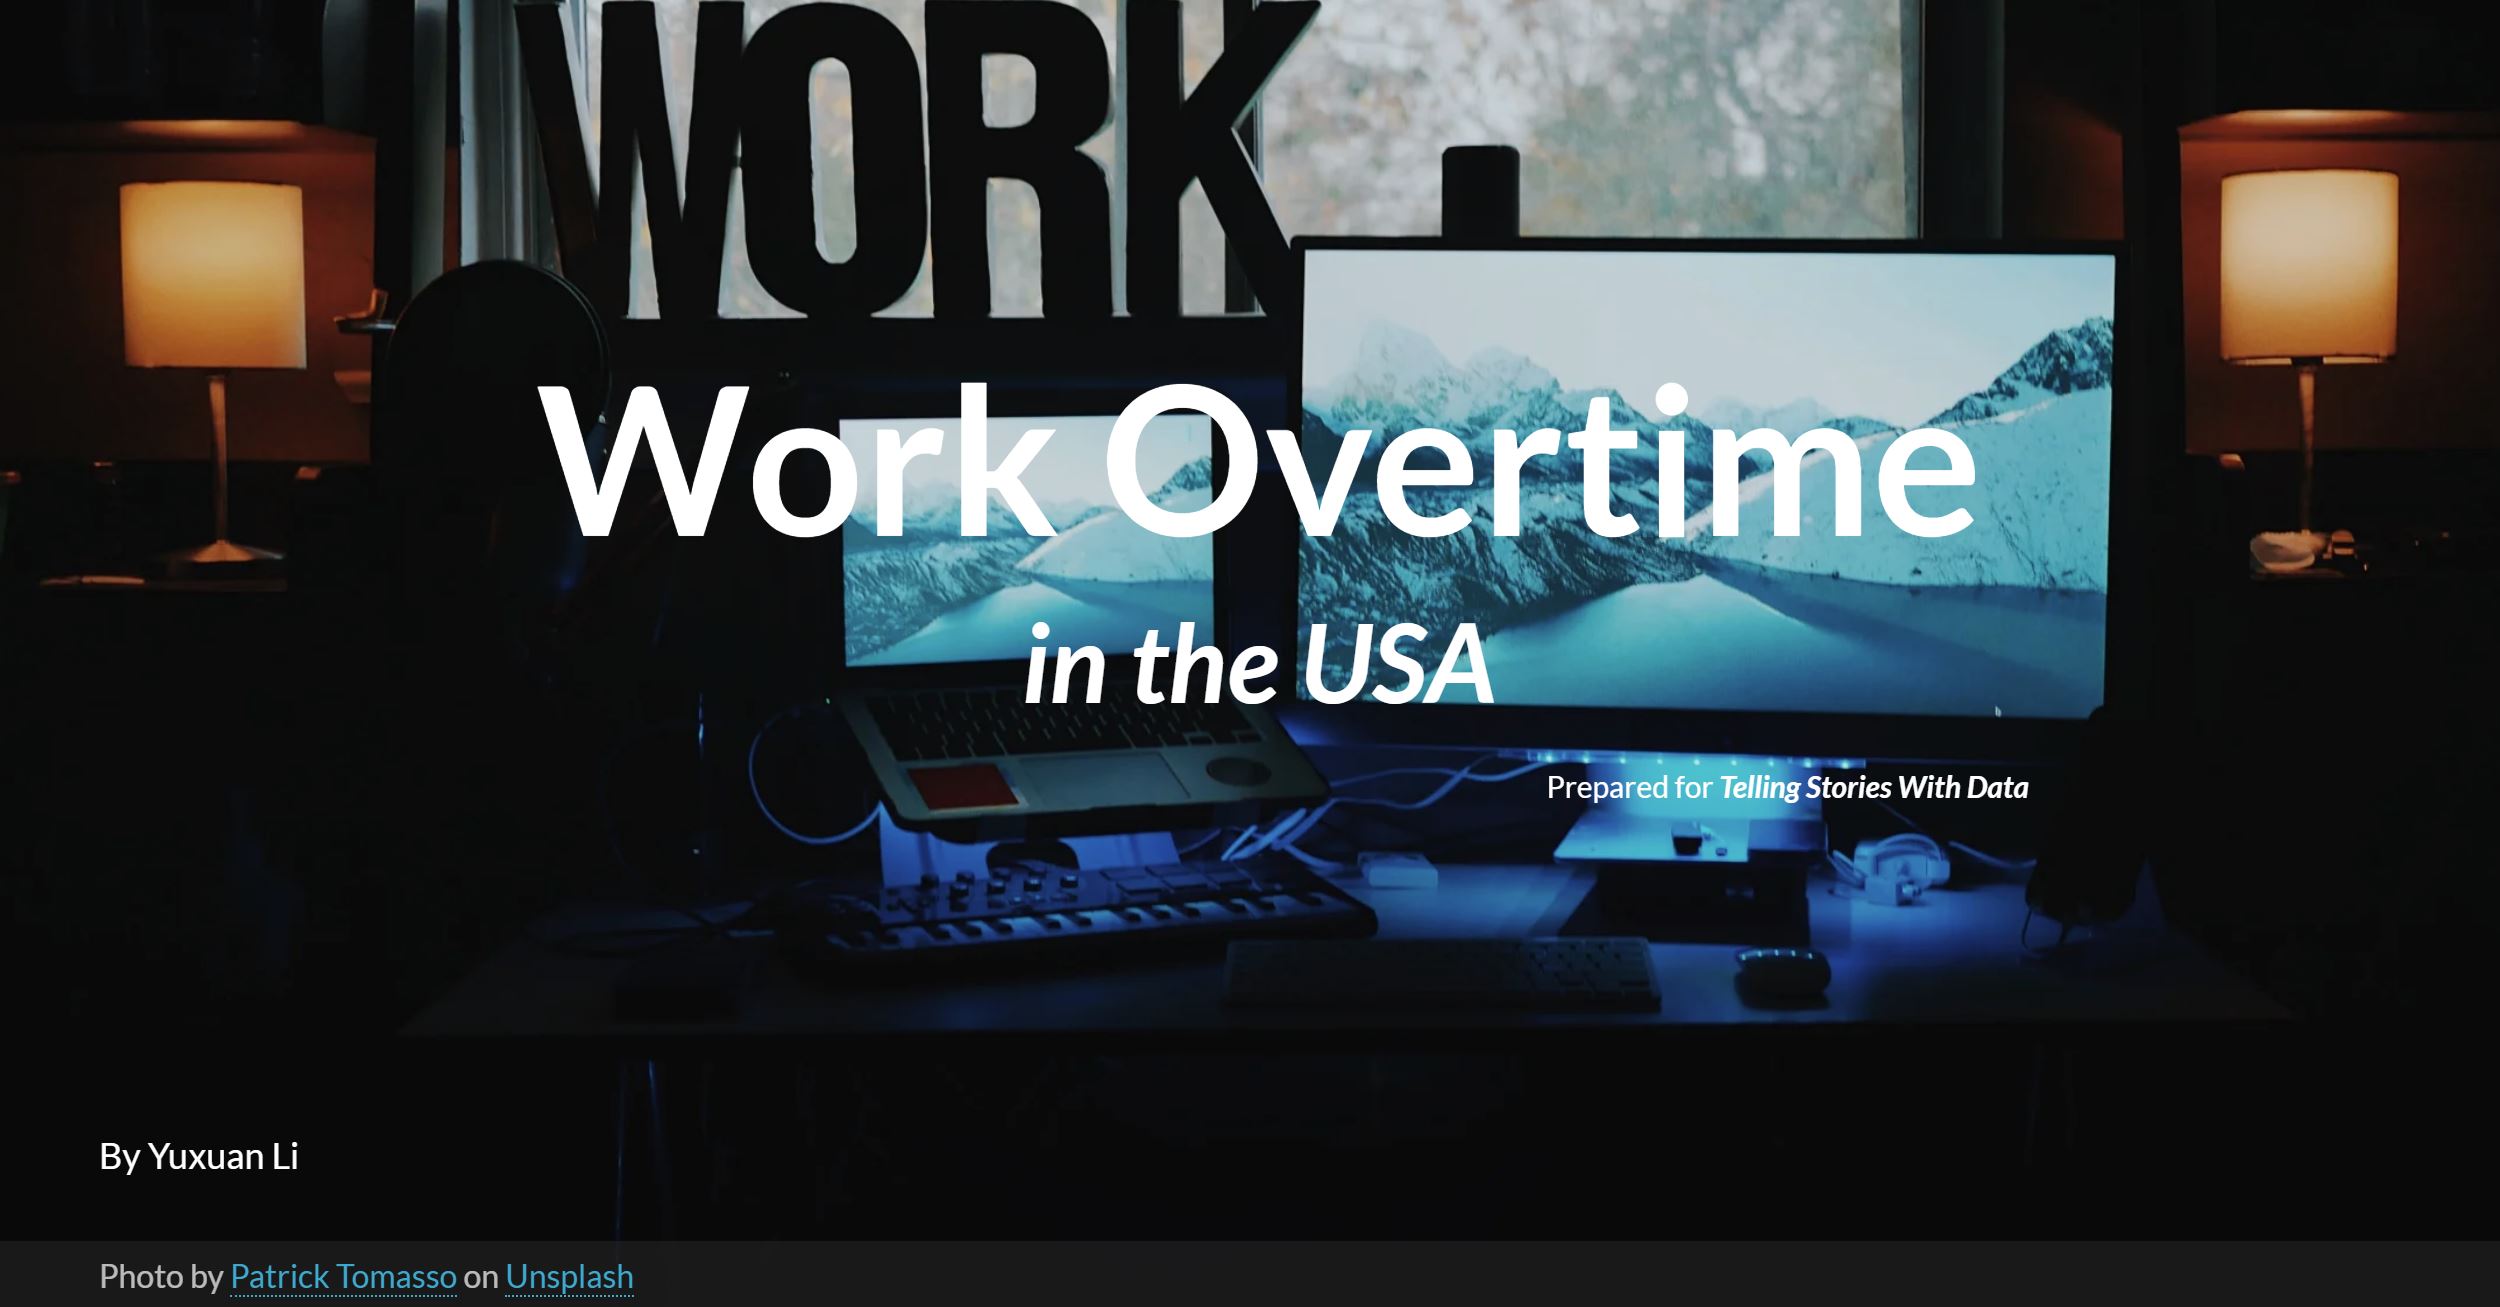 WORK
Work Overtime
in the USA
Prepared for Telling Stories With Data
By Yuxuan Li
Photo by Patrick Tomasso on Unsplash